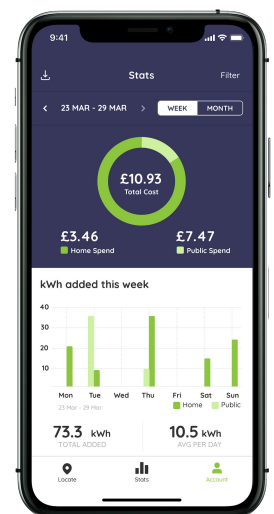 9:41
Stats
Filter
23 MAR - 29 MAR
WEEK
MONTH
£10.93
Total Cost
£3.46
£7.47
Home Spend
Public Spend
kWh added this week
40
30
20
10
Mon Tue Wed Thu Fri Sat Sun
23 Mar - 29 Mar
Home
Public
73.3 kWh
10.5 kWh
TOTAL ADDED
AVG PER DAY
Locate
Stats
Account